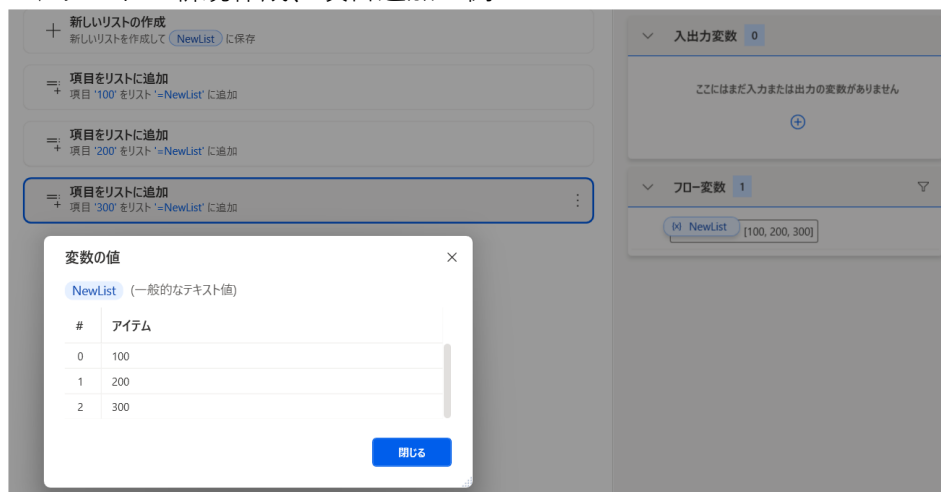 新しいリストの作成
新しいリストを作成して NewList に保存
項目をリストに追加
項目 '100' をリスト '=NewList' に追加
項目をリストに追加
項目 '200' をリスト '=NewList' に追加
項目をリストに追加
項目 '300' をリスト '=NewList' に追加
変数の値
NewList (一般的なテキスト値)
# アイテム
0 100
1 200
2 300
閉じる
入出力変数 0
ここにはまだ入力または出力の変数がありません
フロー変数 1
(x) NewList [100, 200, 300]